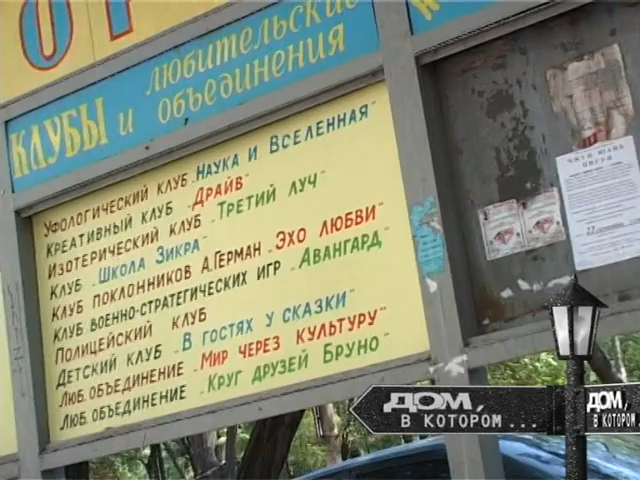 ОР
КЛУБЫ и любительские
объединения
Уфологический клуб „Наука и Вселенная"
Креативный клуб „Драйв"
Изотерический клуб „Третий луч"
Клуб „Школа Зикра"
Клуб поклонников А.Герман „Эхо любви"
Клуб военно-стратегических игр „Авангард"
Полицейский клуб
Детский клуб „В гостях у сказки"
Люб. объединение „Мир через культуру"
Люб. объединение „Круг друзей Бруно"
ДОМ,
В КОТОРОМ...
ДОМ,
В КОТОРОМ